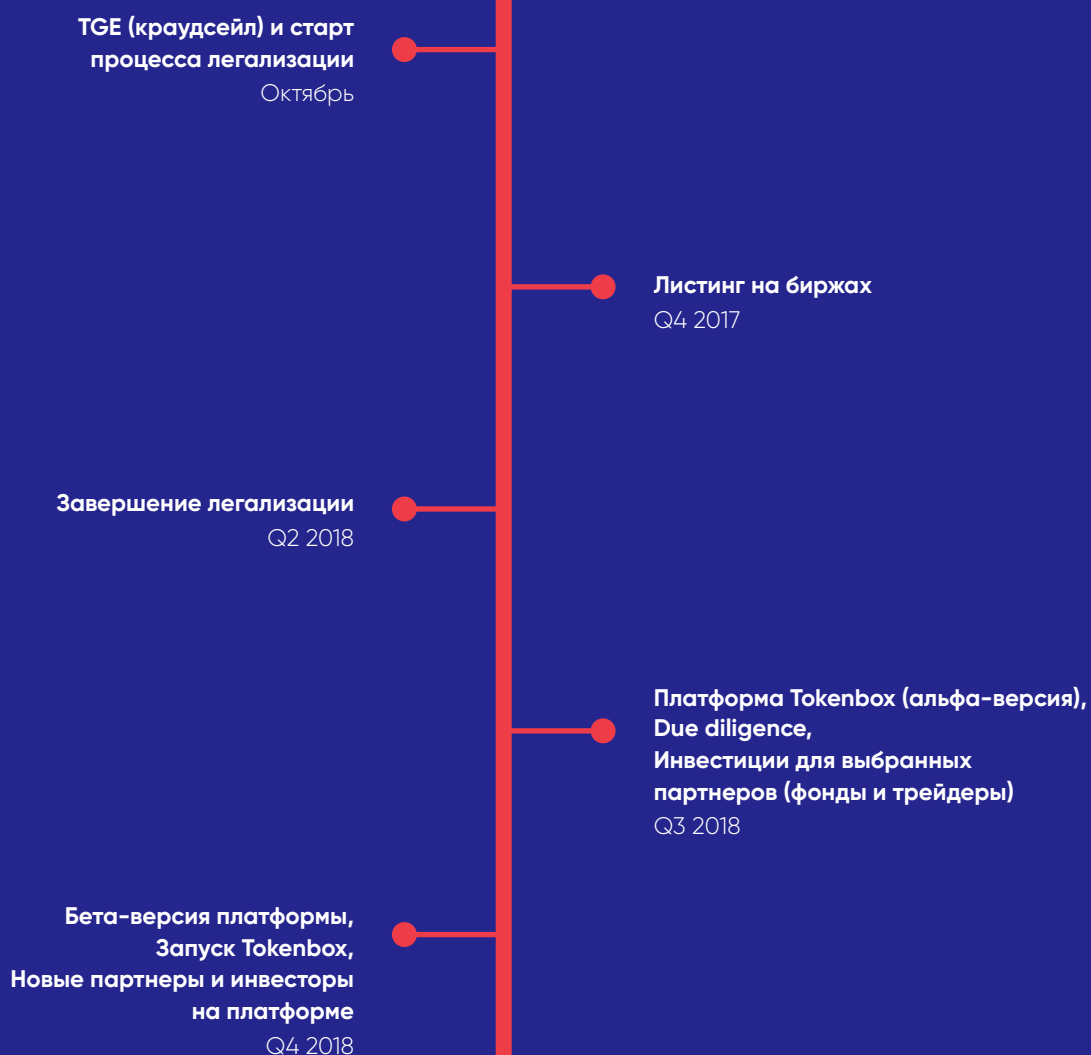 TGE (краудсейл) и старт
процесса легализации
Октябрь
Листинг на биржах
Q4 2017
Завершение легализации
Q2 2018
Платформа Tokenbox (альфа-версия),
Due diligence,
Инвестиции для выбранных
партнеров (фонды и трейдеры)
Q3 2018
Бета-версия платформы,
Запуск Tokenbox,
Новые партнеры и инвесторы
на платформе
Q4 2018